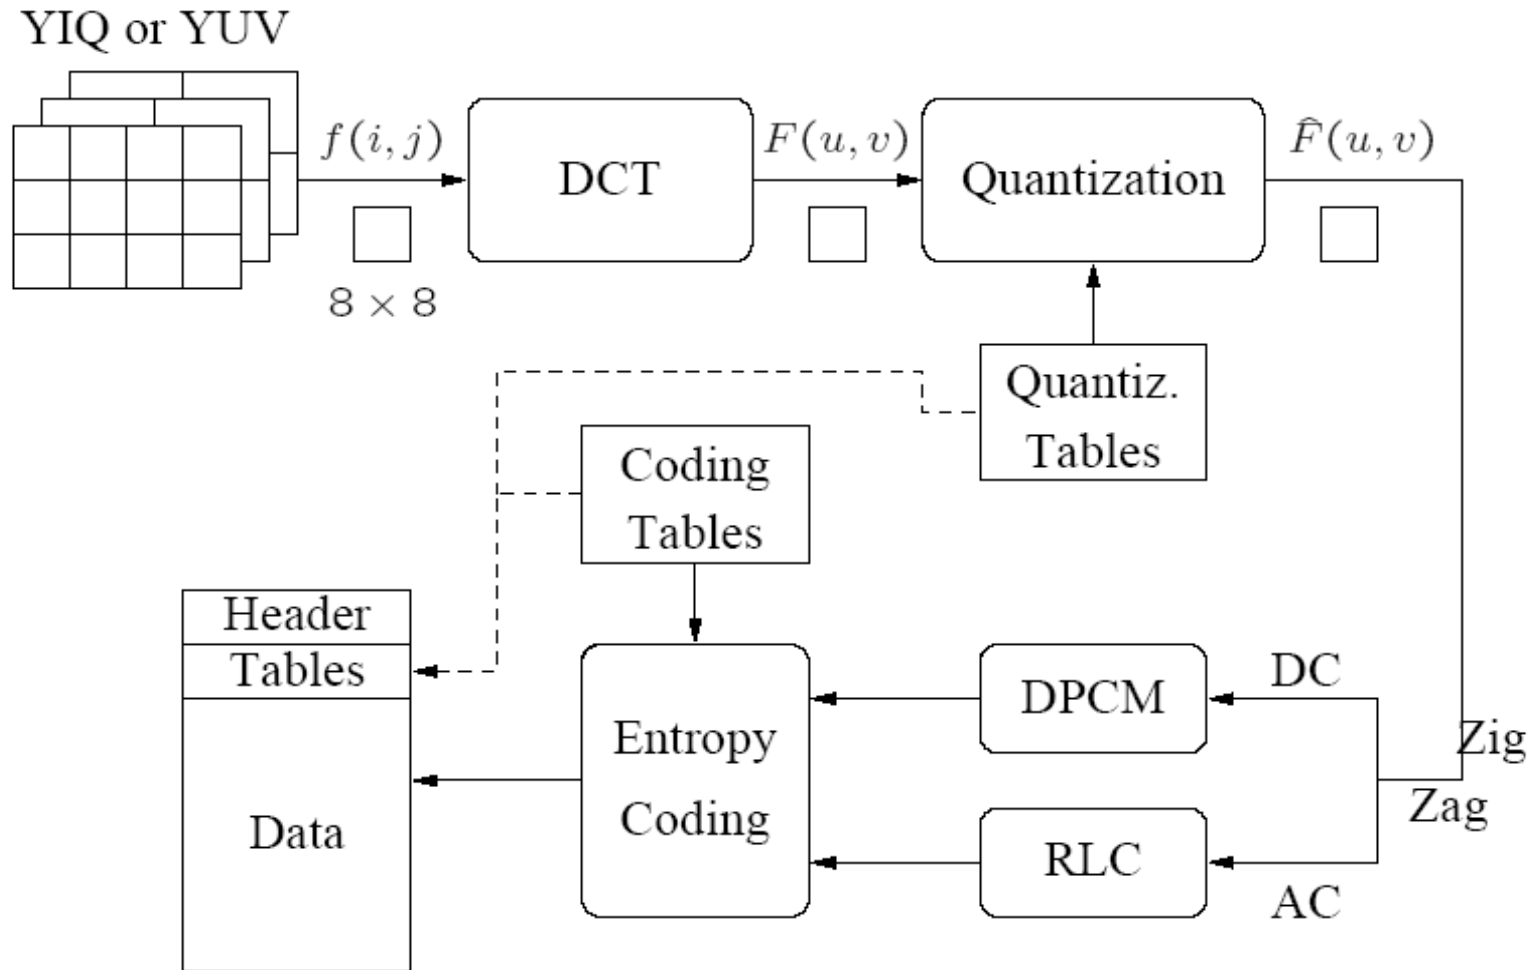 YIQ or YUV
f(i, j)
F(u, v)
F̂(u, v)
DCT
Quantization
8 × 8
Quantiz.
Tables
Coding
Tables
Header
Tables
Data
Entropy
Coding
DPCM
DC
Zig
Zag
RLC
AC